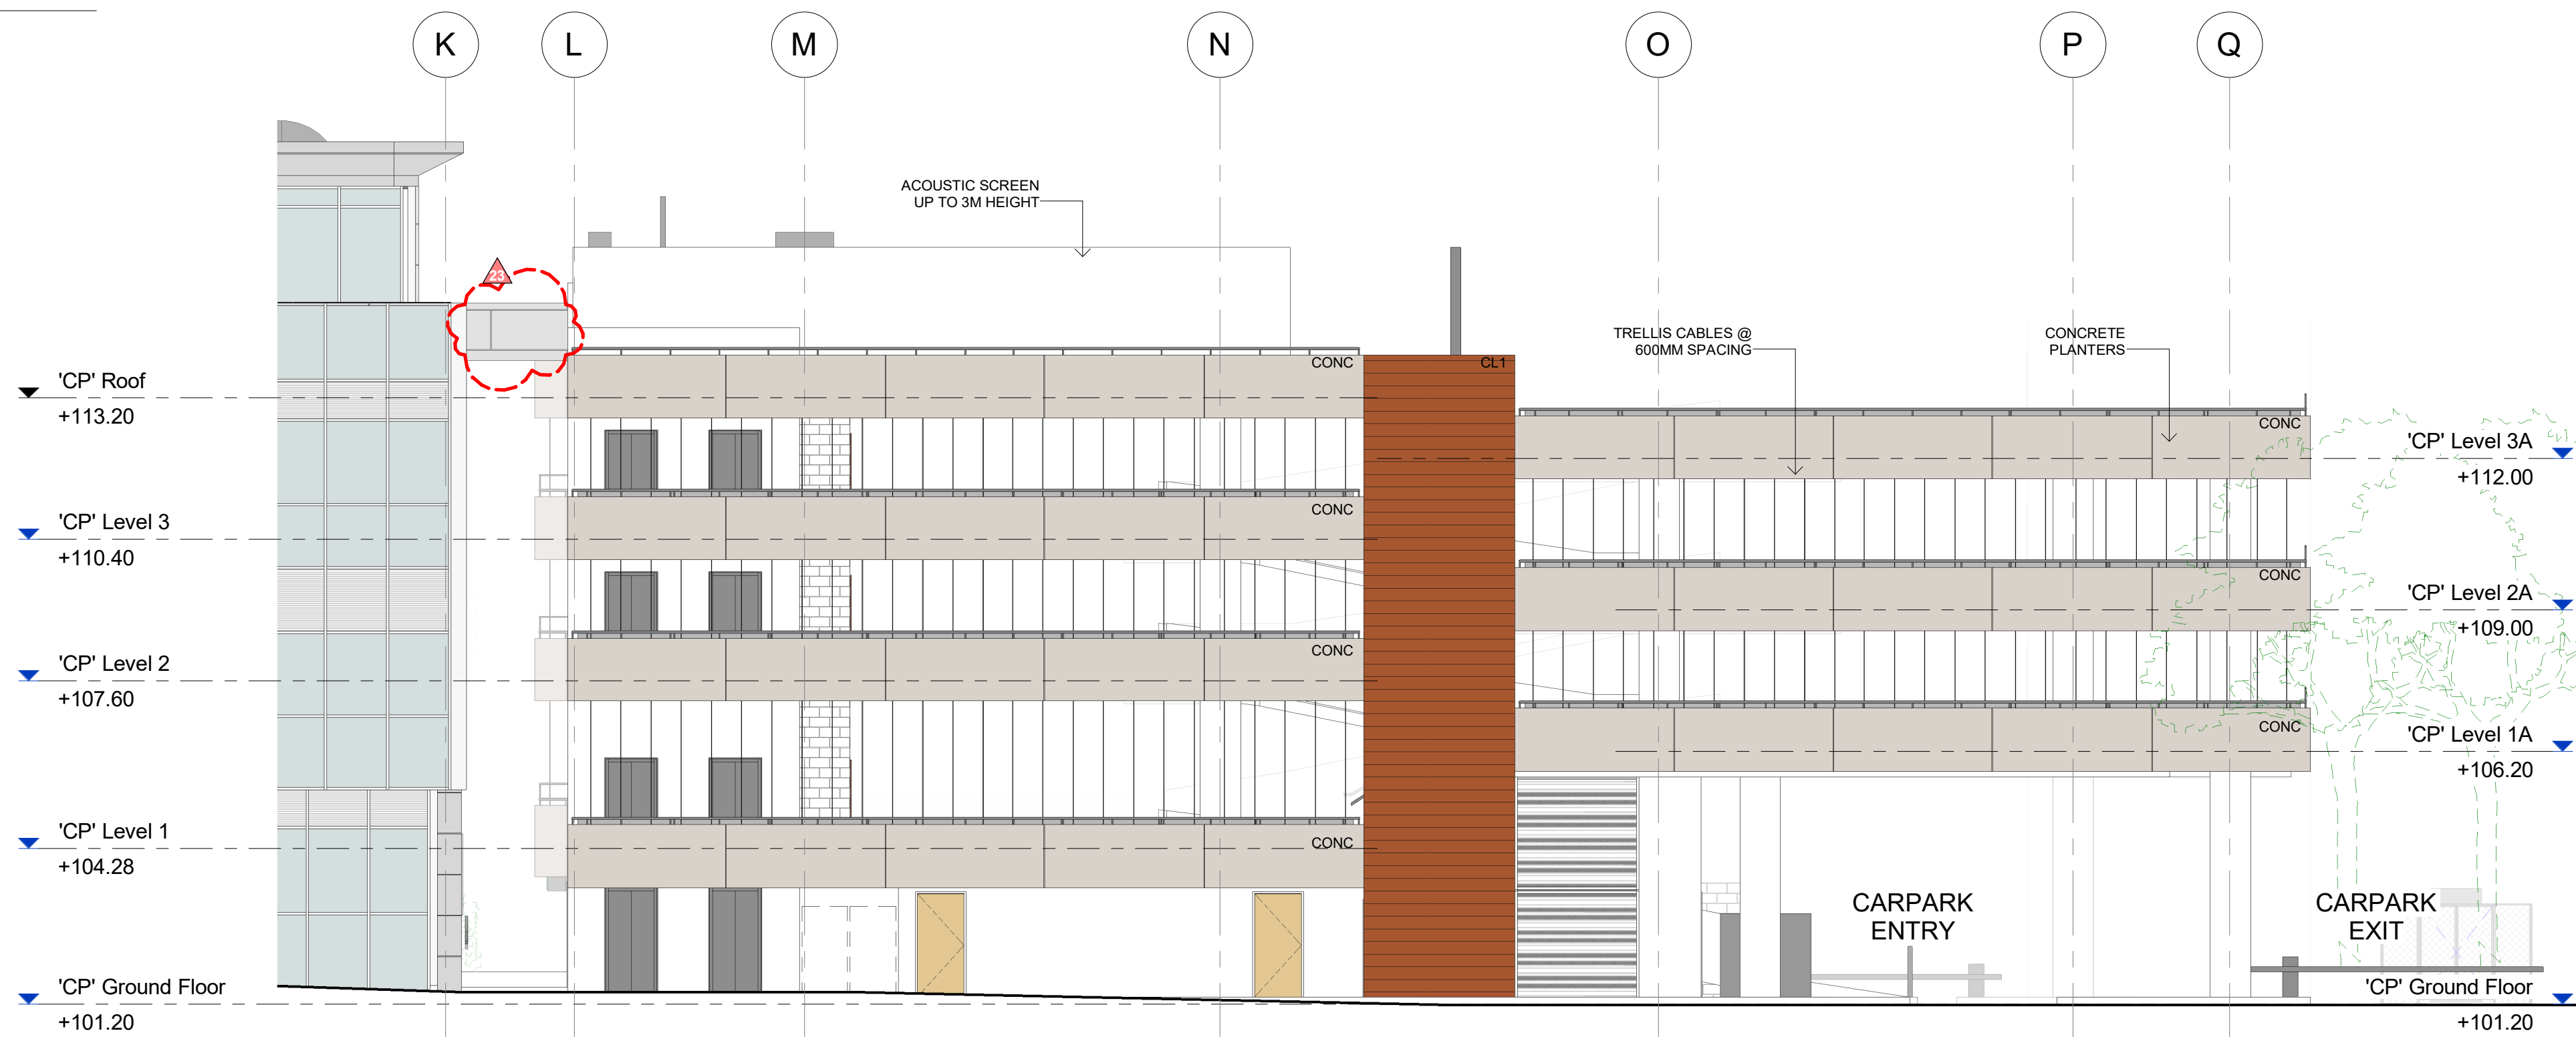 K L M N O P Q
ACOUSTIC SCREEN
UP TO 3M HEIGHT
23
TRELLIS CABLES @
600MM SPACING
CONCRETE
PLANTERS
CONC
CL1
'CP' Roof
+113.20
CONC
'CP' Level 3A
+112.00
CONC
'CP' Level 3
+110.40
CONC
'CP' Level 2A
+109.00
CONC
'CP' Level 2
+107.60
CONC
'CP' Level 1A
+106.20
'CP' Level 1
+104.28
CONC
CARPARK
ENTRY
CARPARK
EXIT
'CP' Ground Floor
+101.20
'CP' Ground Floor
+101.20